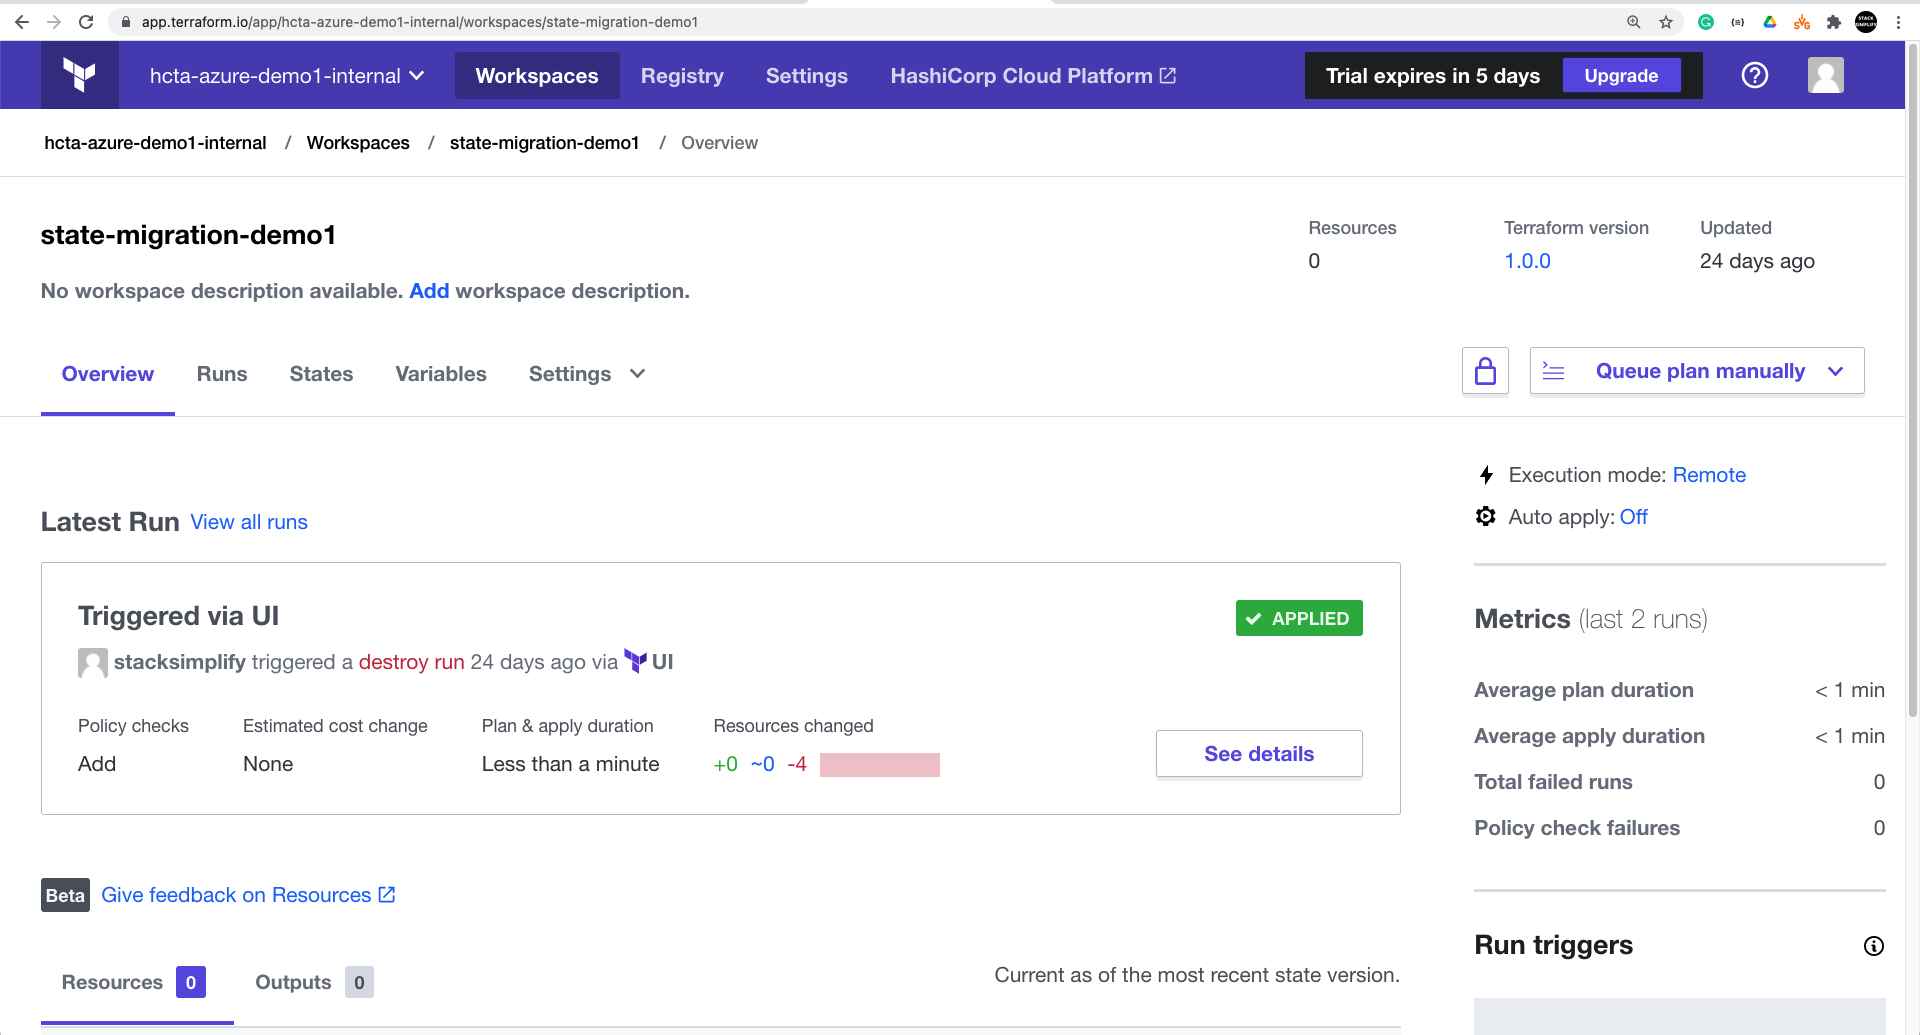 app.terraform.io/app/hcta-azure-demo1-internal/workspaces/state-migration-demo1
hcta-azure-demo1-internal Workspaces Registry Settings HashiCorp Cloud Platform Trial expires in 5 days Upgrade
hcta-azure-demo1-internal / Workspaces / state-migration-demo1 / Overview
state-migration-demo1
Resources Terraform version Updated
0 1.0.0 24 days ago
No workspace description available. Add workspace description.
Overview Runs States Variables Settings Queue plan manually
Execution mode: Remote
Auto apply: Off
Latest Run View all runs
Triggered via UI APPLIED
stacksimplify triggered a destroy run 24 days ago via UI
Policy checks Estimated cost change Plan & apply duration Resources changed
Add None Less than a minute +0 ~0 -4 See details
Metrics (last 2 runs)
Average plan duration < 1 min
Average apply duration < 1 min
Total failed runs 0
Policy check failures 0
Beta Give feedback on Resources
Run triggers
Resources 0 Outputs 0 Current as of the most recent state version.